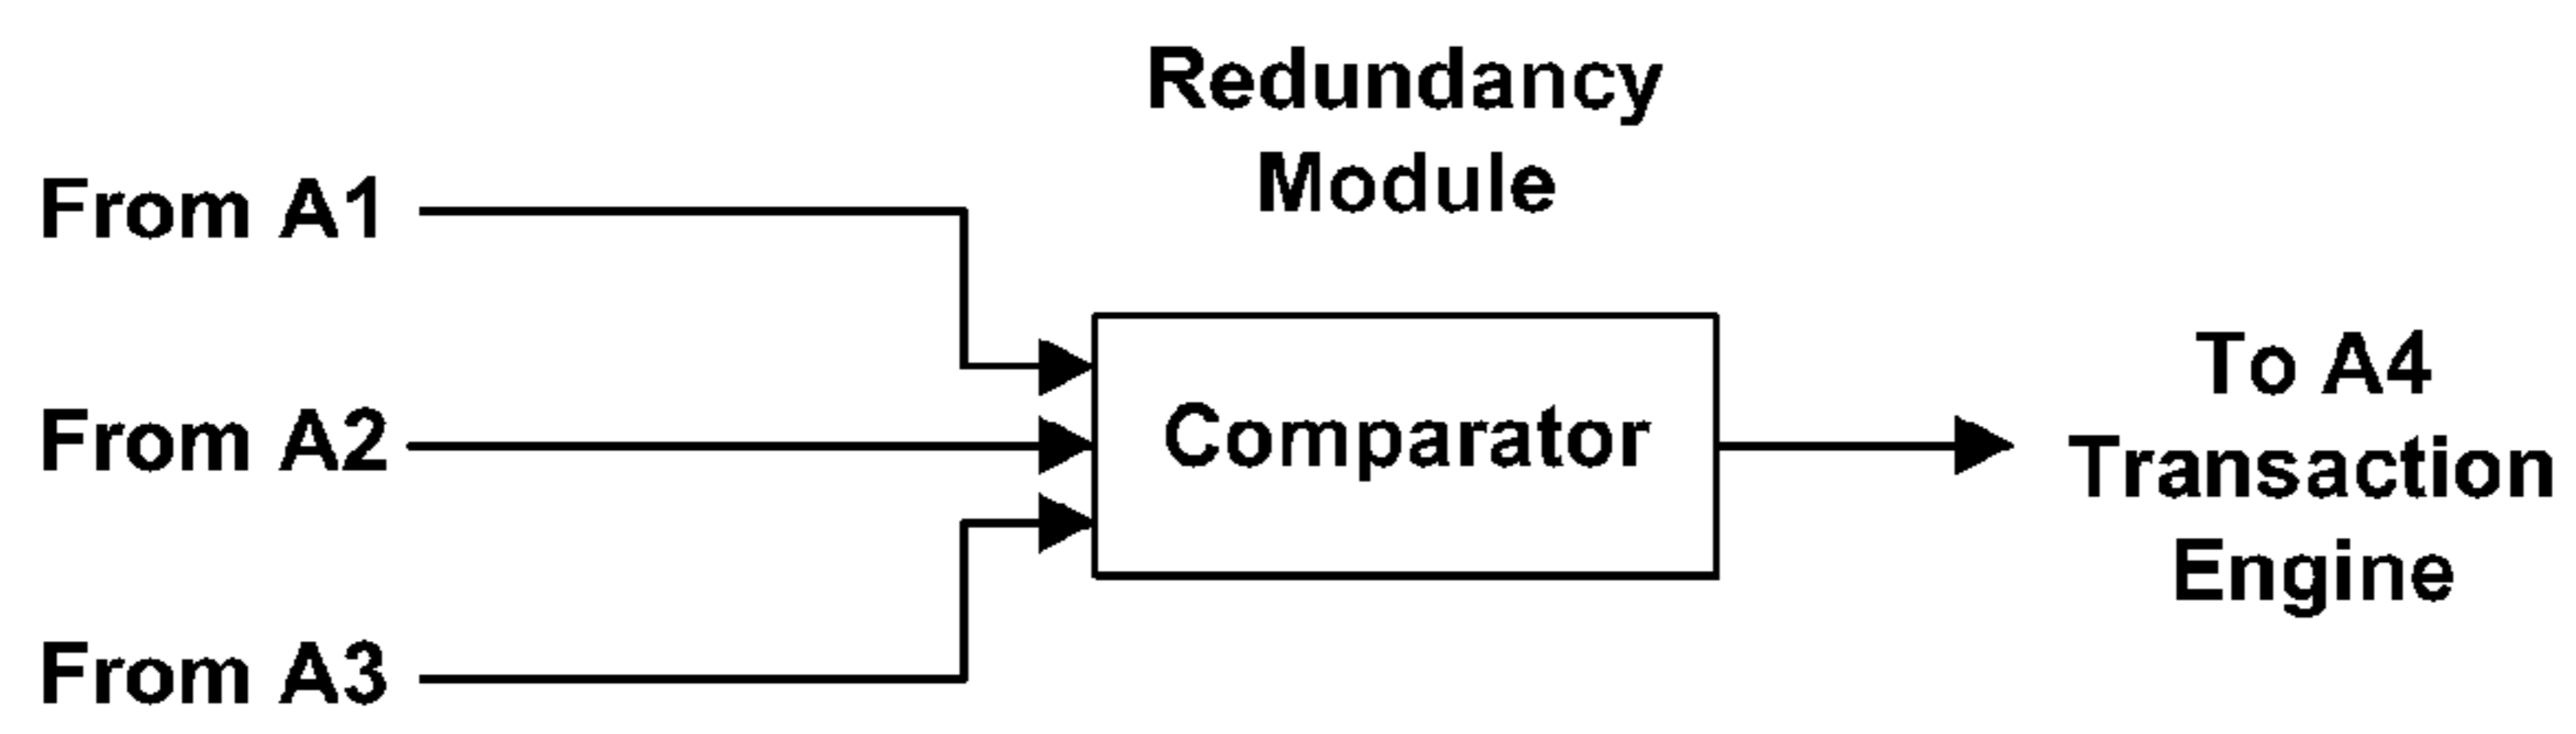 Redundancy
Module
From A1
From A2
From A3
Comparator
To A4
Transaction
Engine